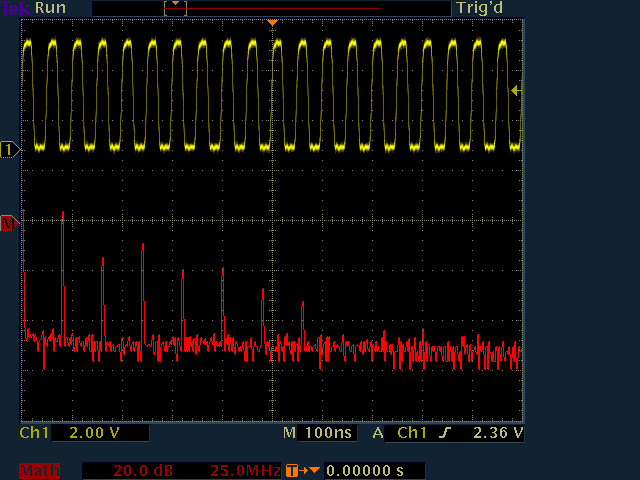 Tek Run Trig'd
1
M
Ch1 2.00 V M 100ns A Ch1 2.36 V
Math 20.0 dB 25.0MHz T 0.00000 s